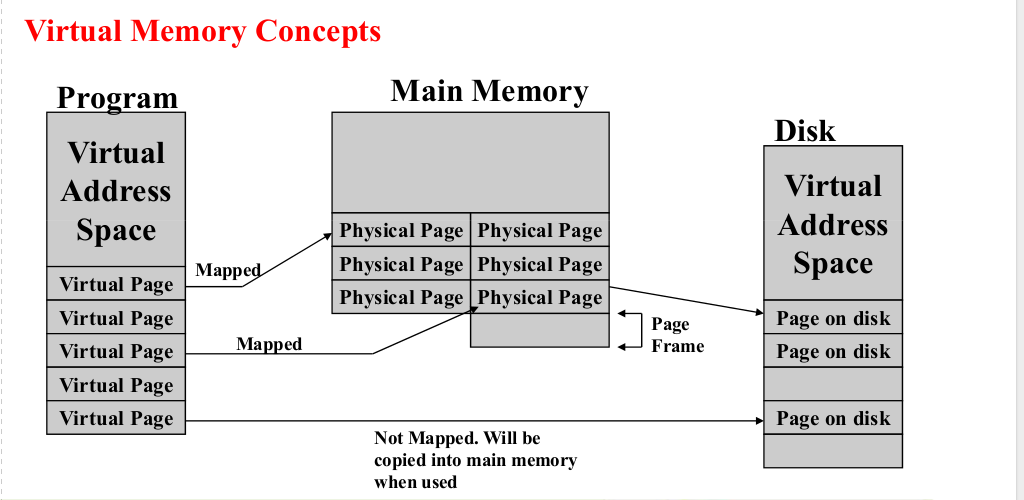 Virtual Memory Concepts
Program
Virtual
Address
Space
Virtual Page
Virtual Page
Virtual Page
Virtual Page
Virtual Page
Mapped
Mapped
Main Memory
Physical Page Physical Page
Physical Page Physical Page
Physical Page Physical Page
Page
Frame
Not Mapped. Will be
copied into main memory
when used
Disk
Virtual
Address
Space
Page on disk
Page on disk
Page on disk